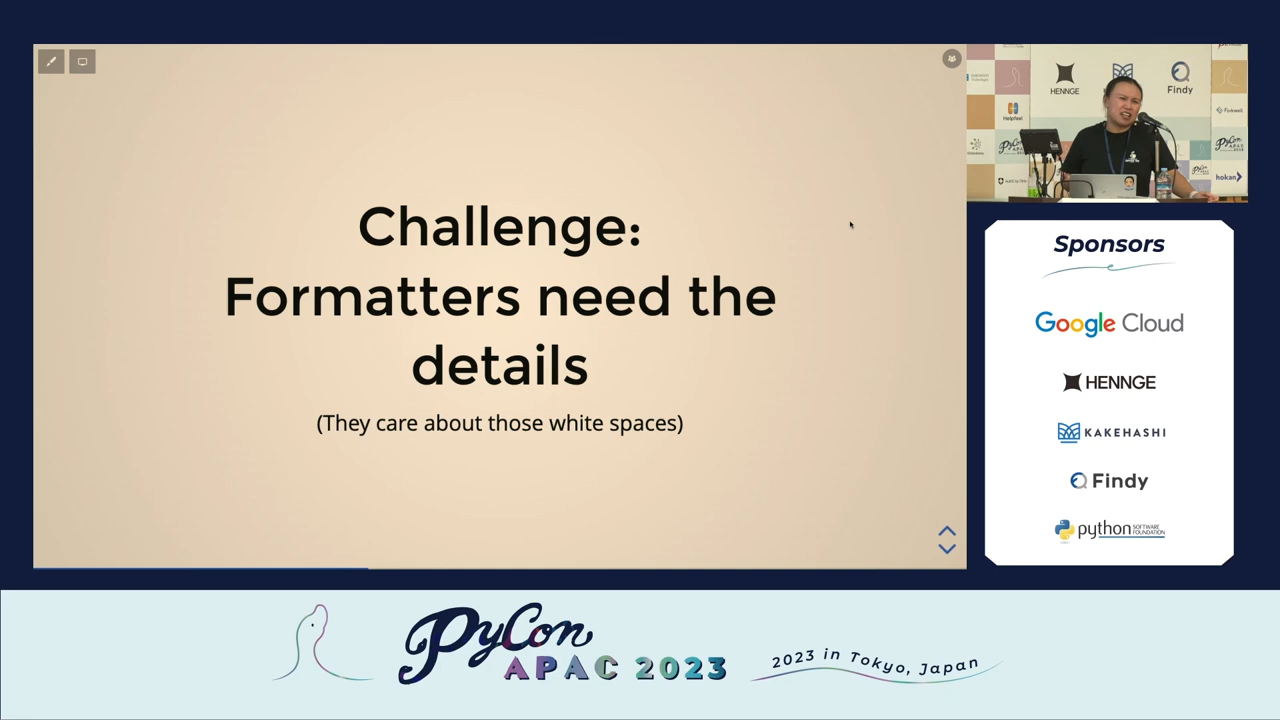 Challenge:
Formatters need the
details
(They care about those white spaces)
HENNGE
Findy
Helpfeel
hokan
Sponsors
Google Cloud
HENNGE
KAKEHASHI
Findy
python SOFTWARE FOUNDATION
PyCon
APAC 2023
2023 in Tokyo, Japan